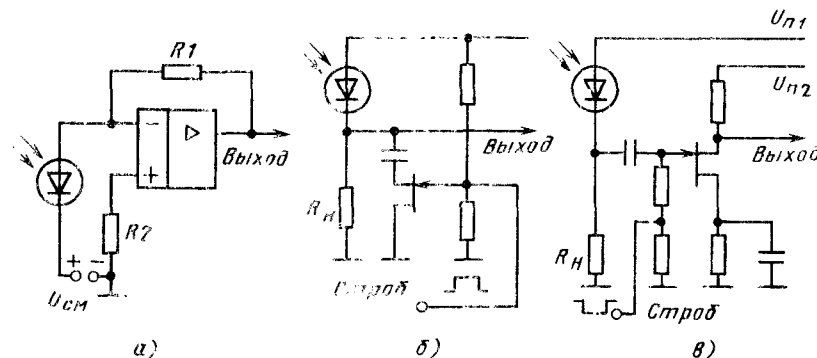 R1
−
+
Выход
R2
+ −
Uсм
а)
Выход
Rн
Строб
б)
Uп1
Uп2
Выход
Rн
Строб
в)